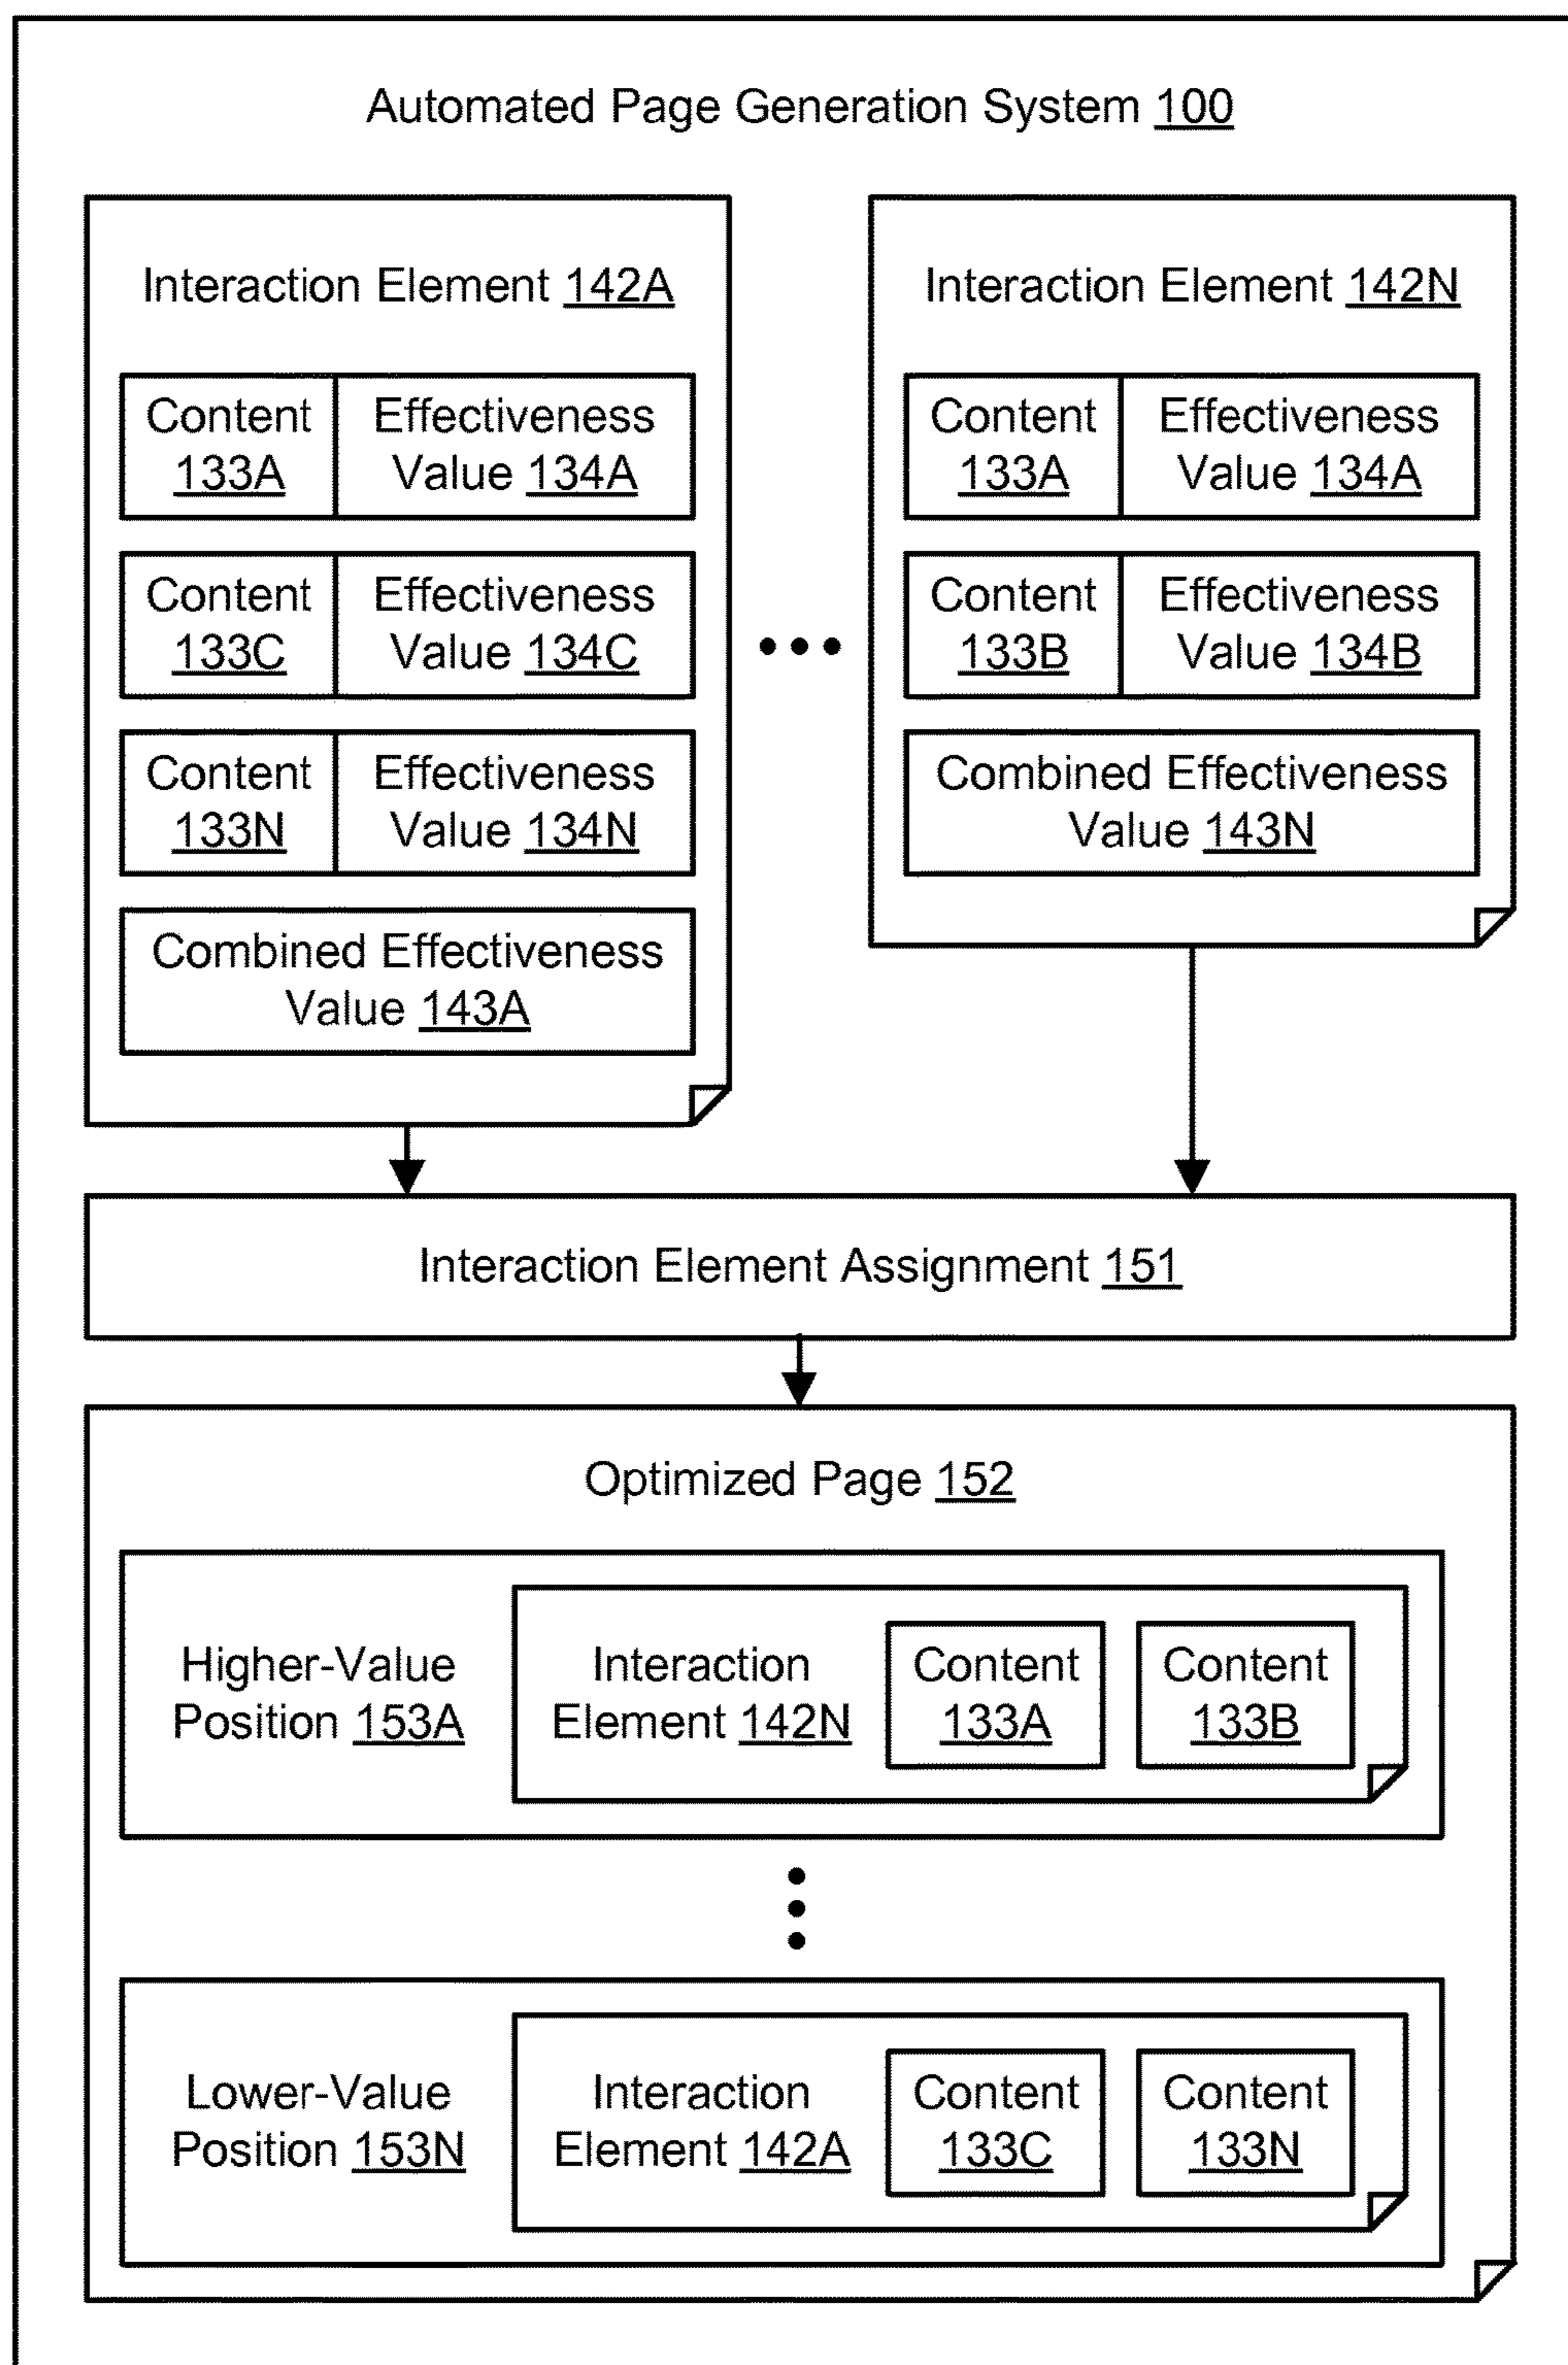 Automated Page Generation System 100
Interaction Element 142A
Content
133A
Effectiveness
Value 134A
Content
133C
Effectiveness
Value 134C
Content
133N
Effectiveness
Value 134N
Combined Effectiveness
Value 143A
Interaction Element 142N
Content
133A
Effectiveness
Value 134A
Content
133B
Effectiveness
Value 134B
Combined Effectiveness
Value 143N
Interaction Element Assignment 151
Optimized Page 152
Higher-Value
Position 153A
Interaction
Element 142N
Content
133A
Content
133B
Lower-Value
Position 153N
Interaction
Element 142A
Content
133C
Content
133N